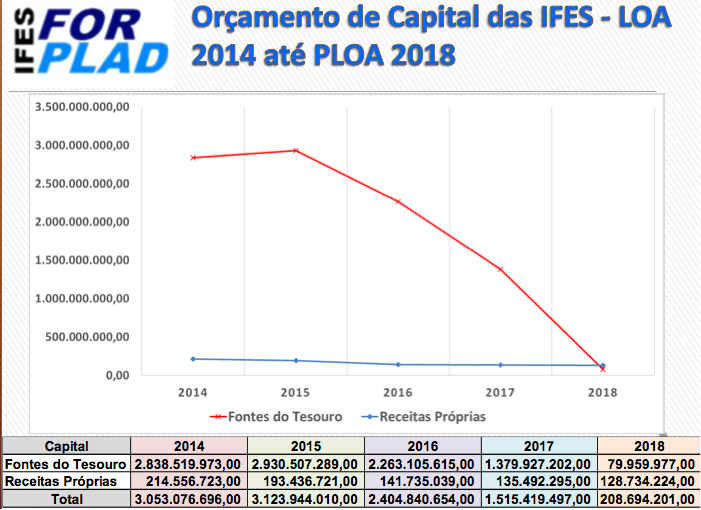 IFES FOR PLAD
Orçamento de Capital das IFES - LOA
2014 até PLOA 2018
3.500.000.000,00
3.000.000.000,00
2.500.000.000,00
2.000.000.000,00
1.500.000.000,00
1.000.000.000,00
500.000.000,00
0,00
2014 2015 2016 2017 2018
Fontes do Tesouro Receitas Próprias
Capital 2014 2015 2016 2017 2018
Fontes do Tesouro 2.838.519.973,00 2.930.507.289,00 2.263.105.615,00 1.379.927.202,00 79.959.977,00
Receitas Próprias 214.556.723,00 193.436.721,00 141.735.039,00 135.492.295,00 128.734.224,00
Total 3.053.076.696,00 3.123.944.010,00 2.404.840.654,00 1.515.419.497,00 208.694.201,00